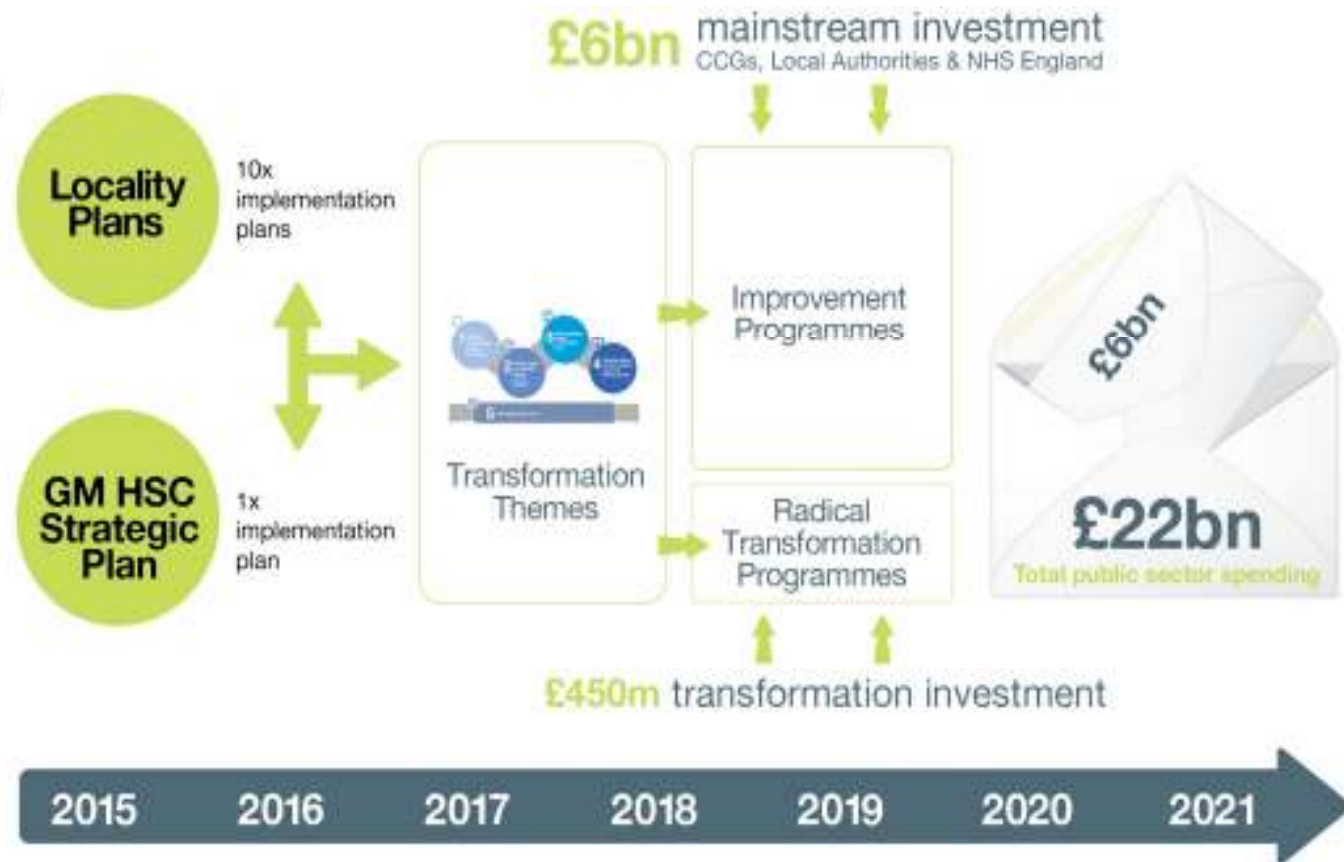 £6bn mainstream investment
CCGs, Local Authorities & NHS England
Locality
Plans
10x
implementation
plans
GM HSC
Strategic
Plan
1x
implementation
plan
Transformation
Themes
Improvement
Programmes
Radical
Transformation
Programmes
£6bn
£22bn
Total public sector spending
£450m transformation investment
2015 2016 2017 2018 2019 2020 2021